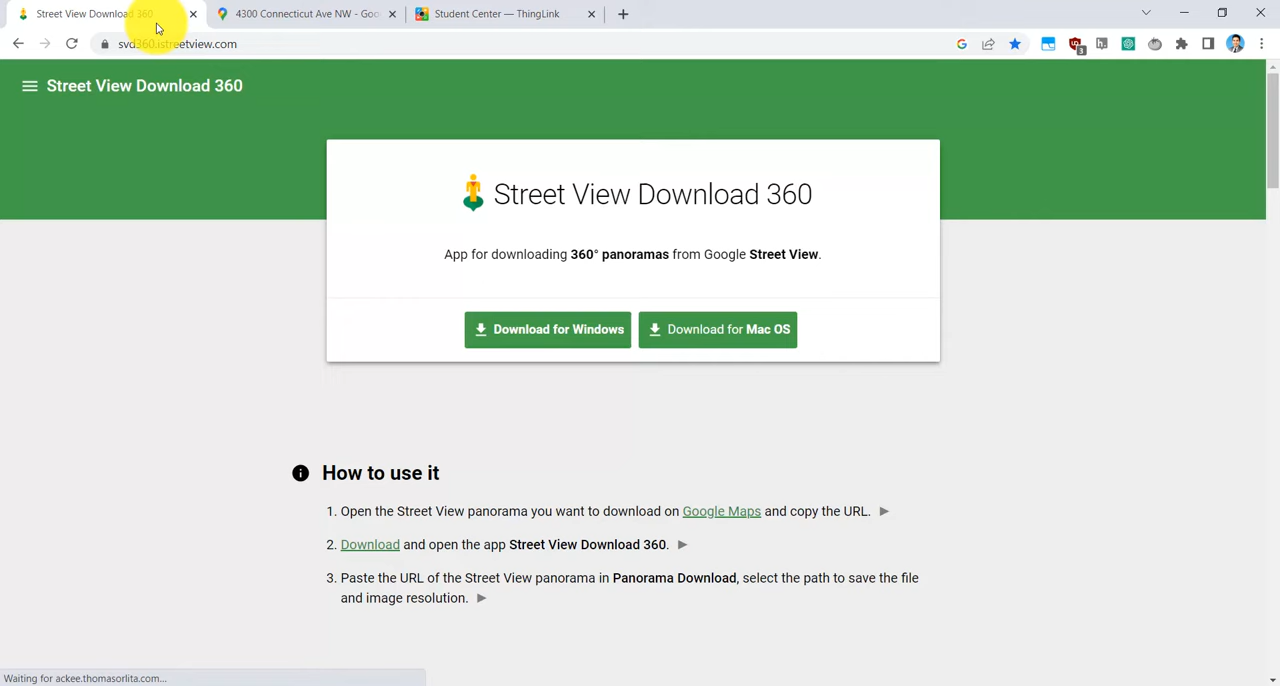 Street View Download 360
4300 Connecticut Ave NW - Goo
Student Center — ThingLink
svd360.istreetview.com
3
Street View Download 360
Street View Download 360
App for downloading 360° panoramas from Google Street View.
Download for Windows
Download for Mac OS
How to use it
1. Open the Street View panorama you want to download on Google Maps and copy the URL.
2. Download and open the app Street View Download 360.
3. Paste the URL of the Street View panorama in Panorama Download, select the path to save the file
and image resolution.
Waiting for ackee.thomasorlita.com...